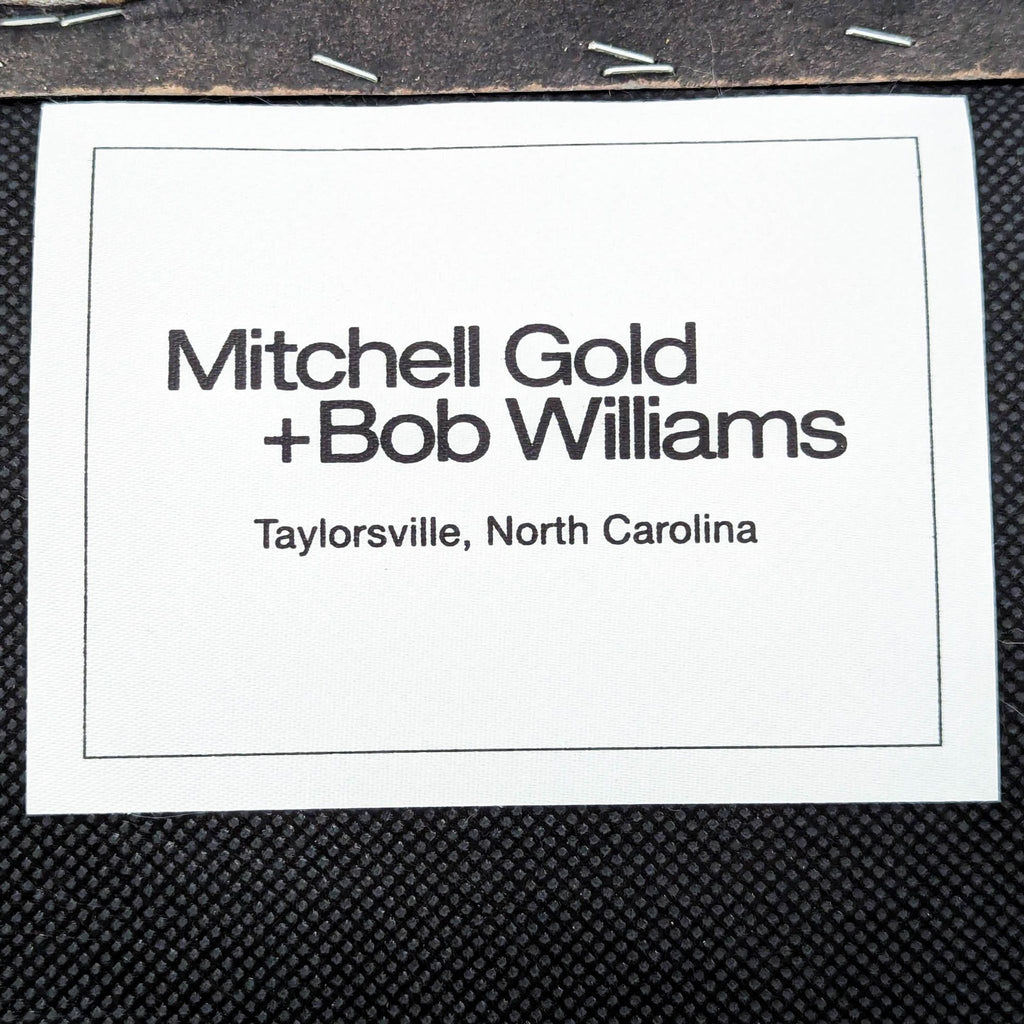 Mitchell Gold
+Bob Williams
Taylorsville, North Carolina